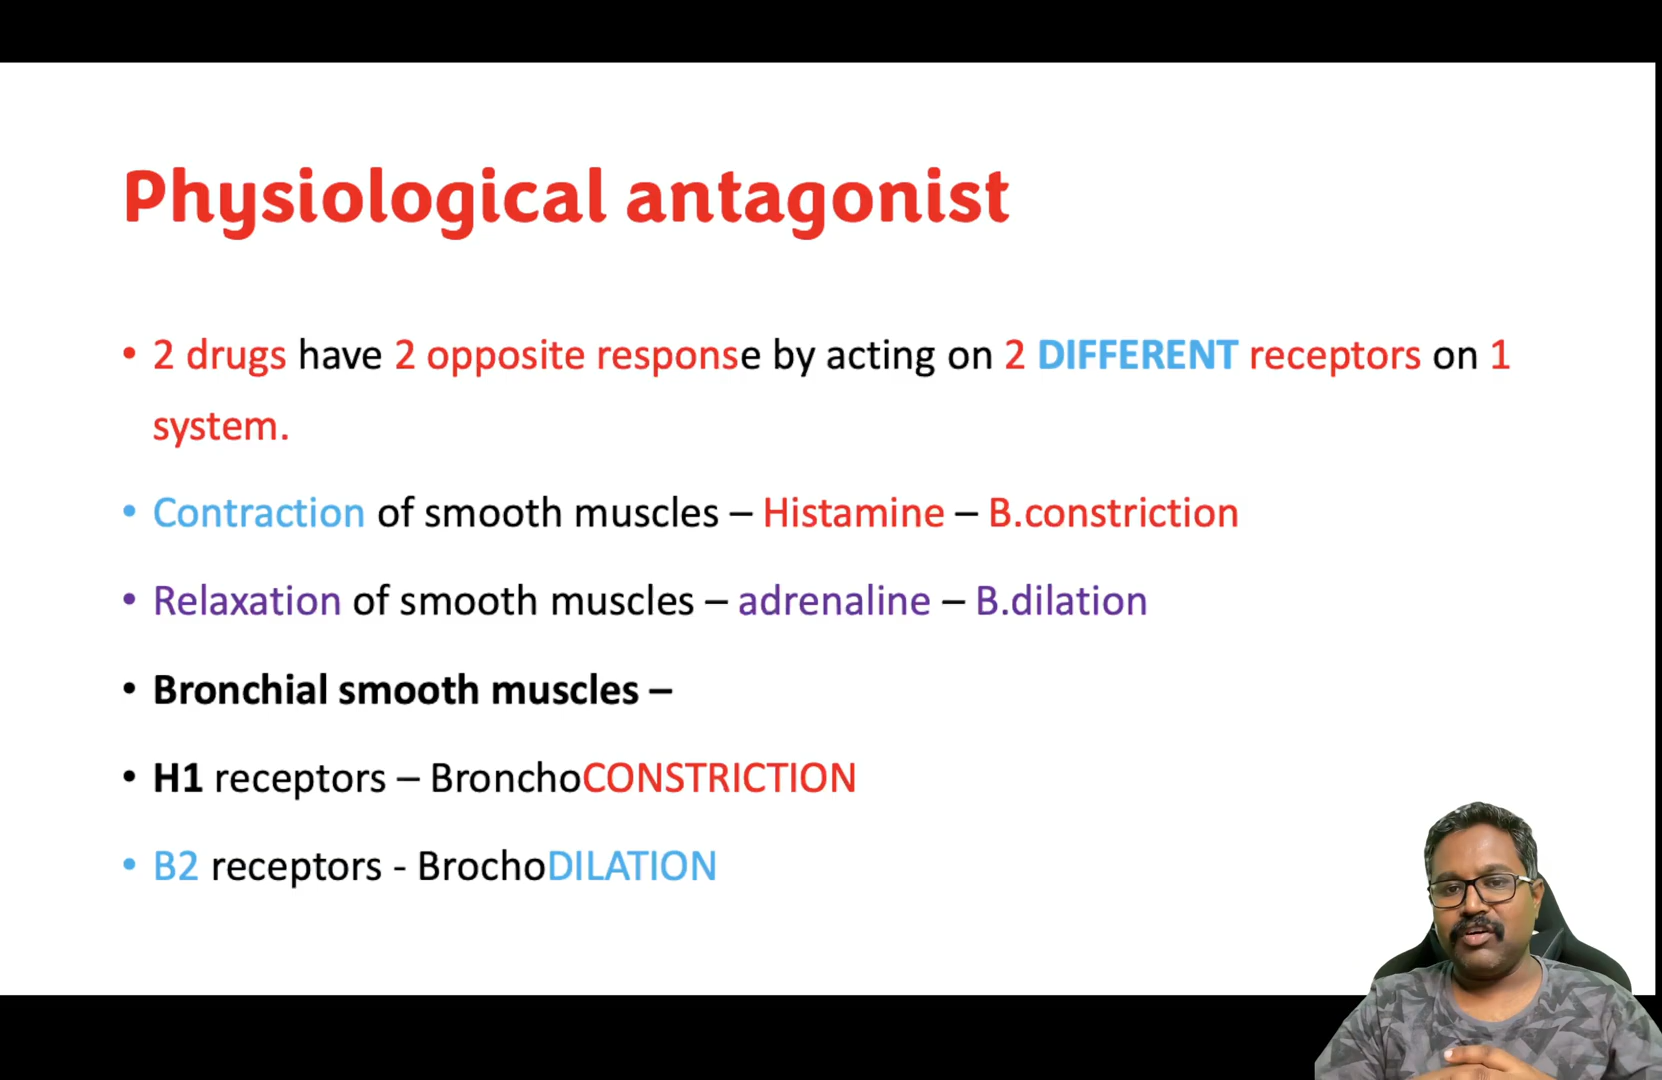 Physiological antagonist
• 2 drugs have 2 opposite response by acting on 2 DIFFERENT receptors on 1
system.
• Contraction of smooth muscles – Histamine – B.constriction
• Relaxation of smooth muscles – adrenaline – B.dilation
• Bronchial smooth muscles –
• H1 receptors – BronchoCONSTRICTION
• B2 receptors - BrochoDILATION